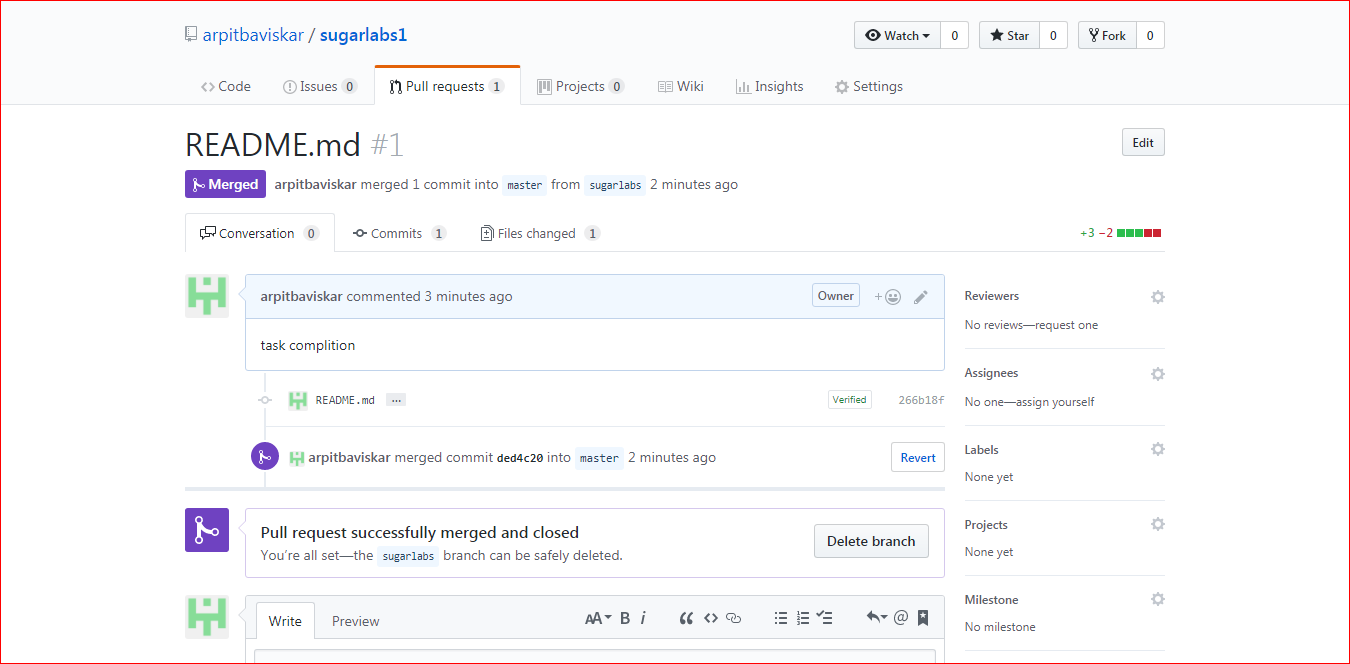 arpitbaviskar / sugarlabs1
Watch 0 Star 0 Fork 0
Code Issues 0 Pull requests 1 Projects 0 Wiki Insights Settings
README.md #1
Edit
Merged arpitbaviskar merged 1 commit into master from sugarlabs 2 minutes ago
Conversation 0 Commits 1 Files changed 1 +3 −2
arpitbaviskar commented 3 minutes ago Owner +
task complition
README.md … Verified 266b18f
arpitbaviskar merged commit ded4c20 into master 2 minutes ago Revert
Pull request successfully merged and closed
You're all set—the sugarlabs branch can be safely deleted.
Delete branch
Write Preview AA B i “ <> @
Reviewers
No reviews—request one
Assignees
No one—assign yourself
Labels
None yet
Projects
None yet
Milestone
No milestone